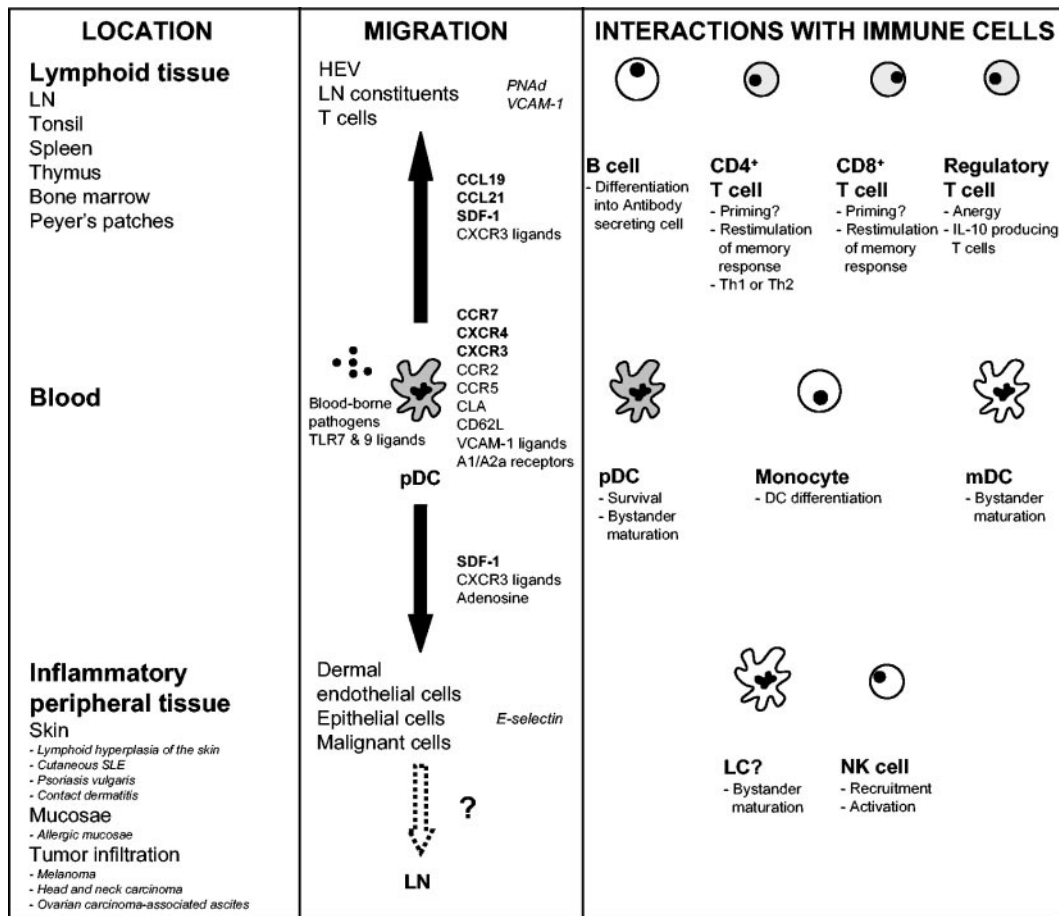 LOCATION
Lymphoid tissue
LN
Tonsil
Spleen
Thymus
Bone marrow
Peyer's patches
Blood
Inflammatory
peripheral tissue
Skin
- Lymphoid hyperplasia of the skin
- Cutaneous SLE
- Psoriasis vulgaris
- Contact dermatitis
Mucosae
- Allergic mucosae
Tumor infiltration
- Melanoma
- Head and neck carcinoma
- Ovarian carcinoma-associated ascites
MIGRATION
HEV
LN constituents
T cells
PNAd
VCAM-1
CCL19
CCL21
SDF-1
CXCR3 ligands
CCR7
CXCR4
CXCR3
CCR2
CCR5
CLA
CD62L
VCAM-1 ligands
A1/A2a receptors
Blood-borne
pathogens
TLR7 & 9 ligands
pDC
SDF-1
CXCR3 ligands
Adenosine
Dermal
endothelial cells
Epithelial cells
Malignant cells
E-selectin
?
LN
INTERACTIONS WITH IMMUNE CELLS
B cell
- Differentiation
into Antibody
secreting cell
CD4+
T cell
- Priming?
- Restimulation
of memory
response
- Th1 or Th2
CD8+
T cell
- Priming?
- Restimulation
of memory
response
Regulatory
T cell
- Anergy
- IL-10 producing
T cells
pDC
- Survival
- Bystander
maturation
Monocyte
- DC differentiation
mDC
- Bystander
maturation
LC?
- Bystander
maturation
NK cell
- Recruitment
- Activation